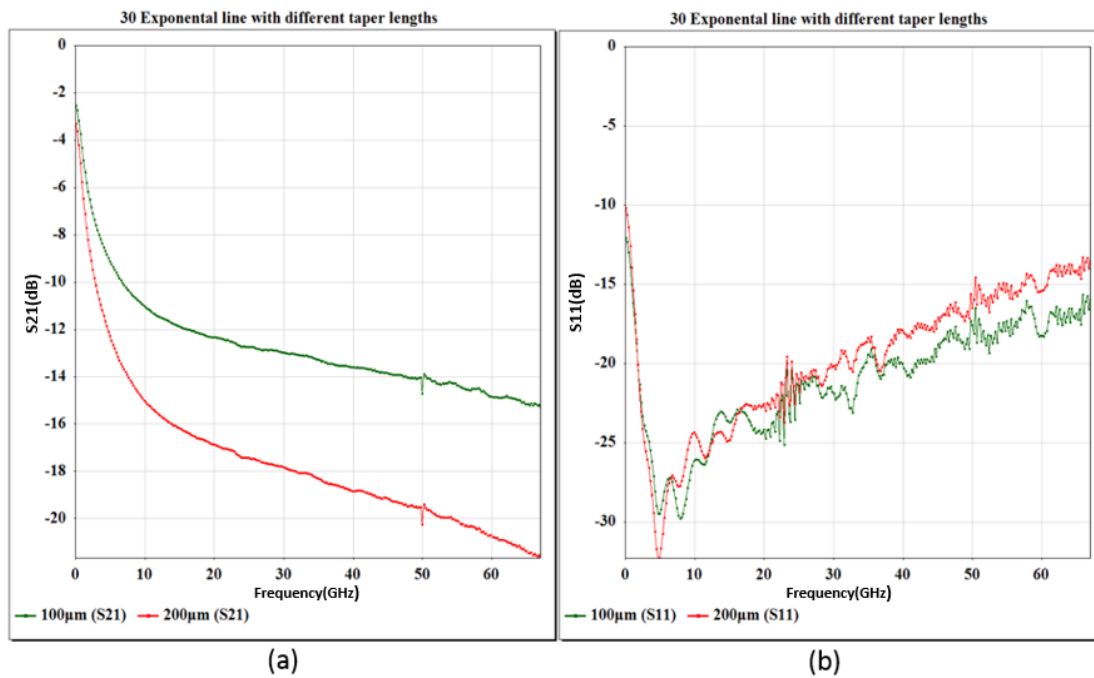 30 Exponental line with different taper lengths
0
-2
-4
-6
-8
-10
-12
-14
-16
-18
-20
S21(dB)
0 10 20 30 40 50 60
Frequency(GHz)
100µm (S21) 200µm (S21)
(a)
30 Exponental line with different taper lengths
0
-5
-10
-15
-20
-25
-30
S11(dB)
0 10 20 30 40 50 60
Frequency(GHz)
100µm (S11) 200µm (S11)
(b)